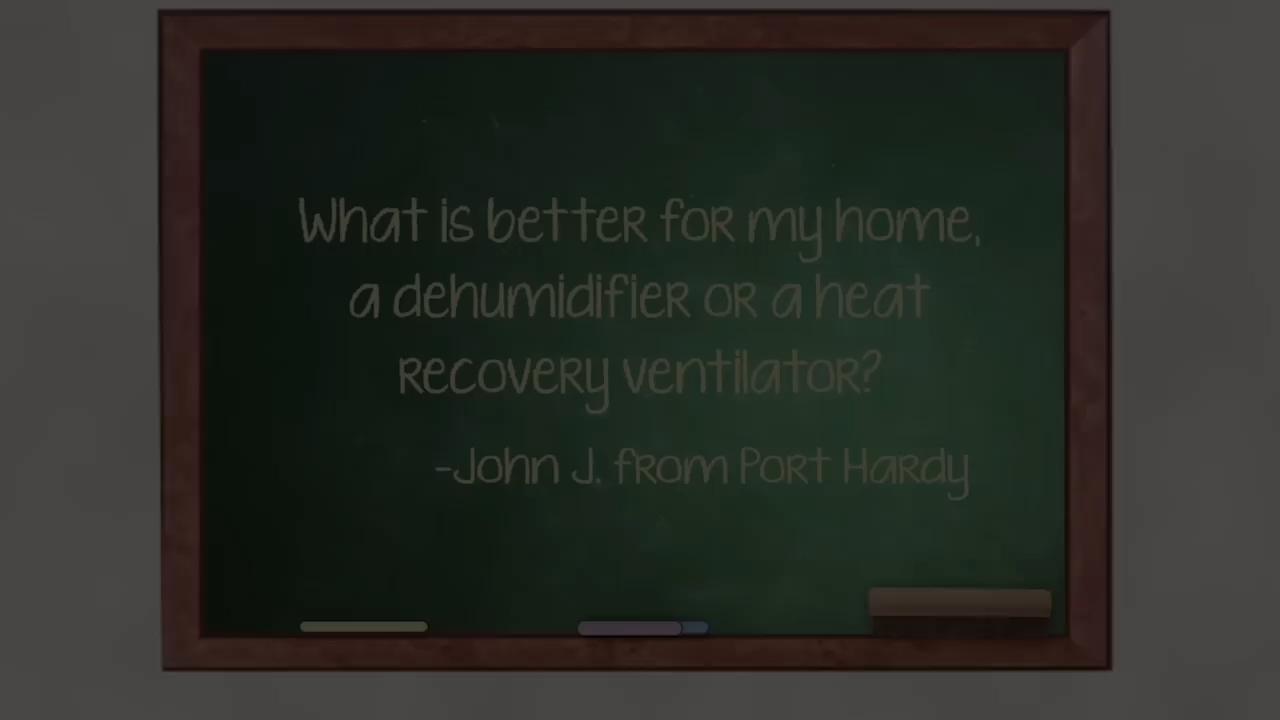 What is better for my home,
a dehumidifier or a heat
recovery ventilator?
-John J. from Port Hardy